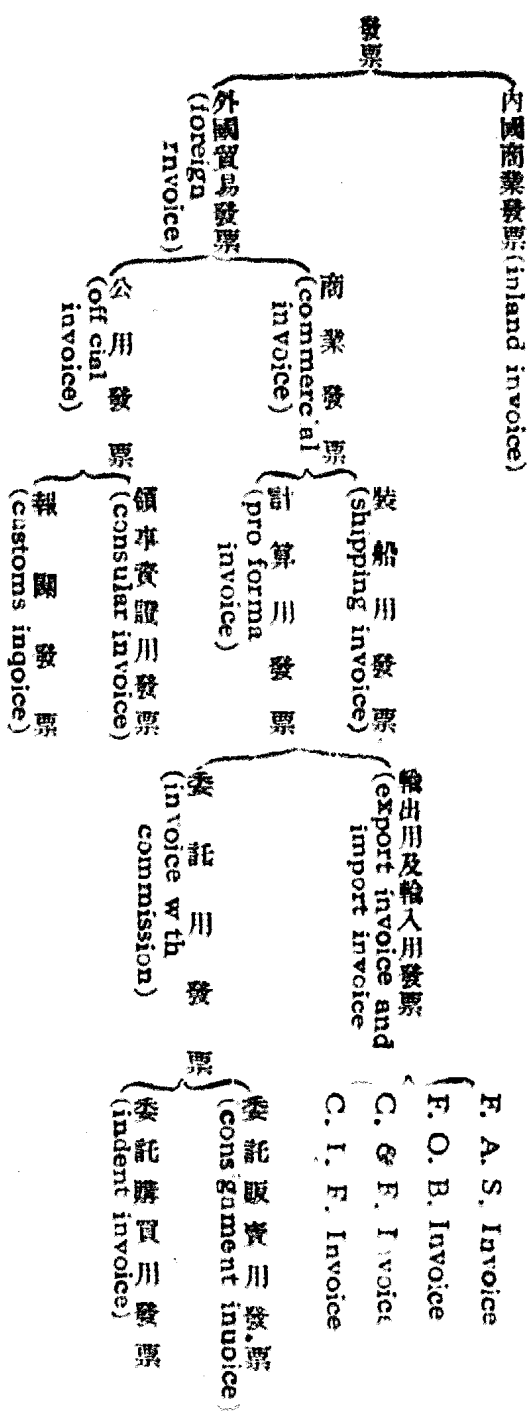 發票
內國商業發票(inland invoice)
外國貿易發票
(foreign
rnvoice)
商業發票
(commerc al
invoice)
公用發票
(off cial
invoice)
裝船用發票
(shipping invoice)
計算用發票
(pro forma
invoice)
領事資證用發票
(consular invoice)
報關發票
(customs inqoice)
輸出用及輸入用發票
(export invoice and
import invoice
委託用發票
(invoice w th
commission)
F. A. S. Invoice
F. O. B. Invoice
C. & F. I voice
C. I. F. Invoice
委託販賣用發票
(consignment inuoice)
委託購買用發票
(indent invoice)